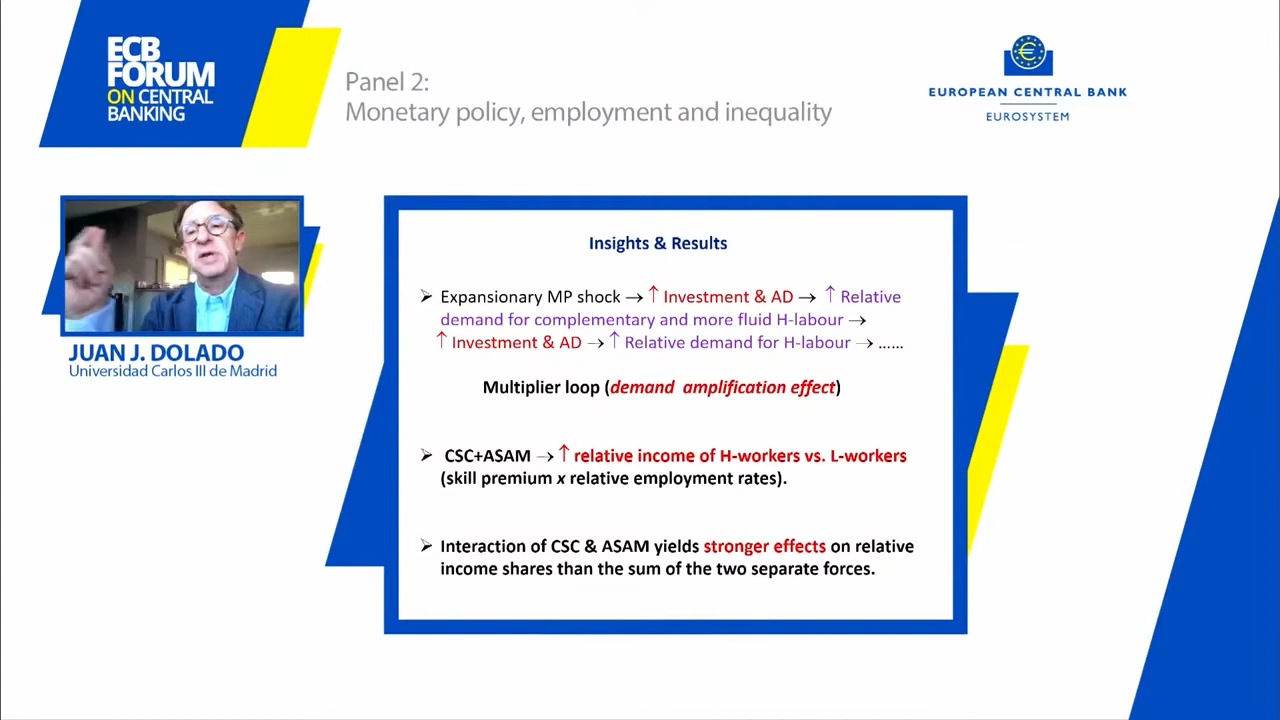 ECB
FORUM
ON CENTRAL
BANKING
Panel 2:
Monetary policy, employment and inequality
EUROPEAN CENTRAL BANK
EUROSYSTEM
JUAN J. DOLADO
Universidad Carlos III de Madrid
Insights & Results
➢ Expansionary MP shock → ↑ Investment & AD → ↑ Relative
demand for complementary and more fluid H-labour →
↑ Investment & AD → ↑ Relative demand for H-labour → ......
Multiplier loop (demand amplification effect)
➢ CSC+ASAM → ↑ relative income of H-workers vs. L-workers
(skill premium x relative employment rates).
➢ Interaction of CSC & ASAM yields stronger effects on relative
income shares than the sum of the two separate forces.